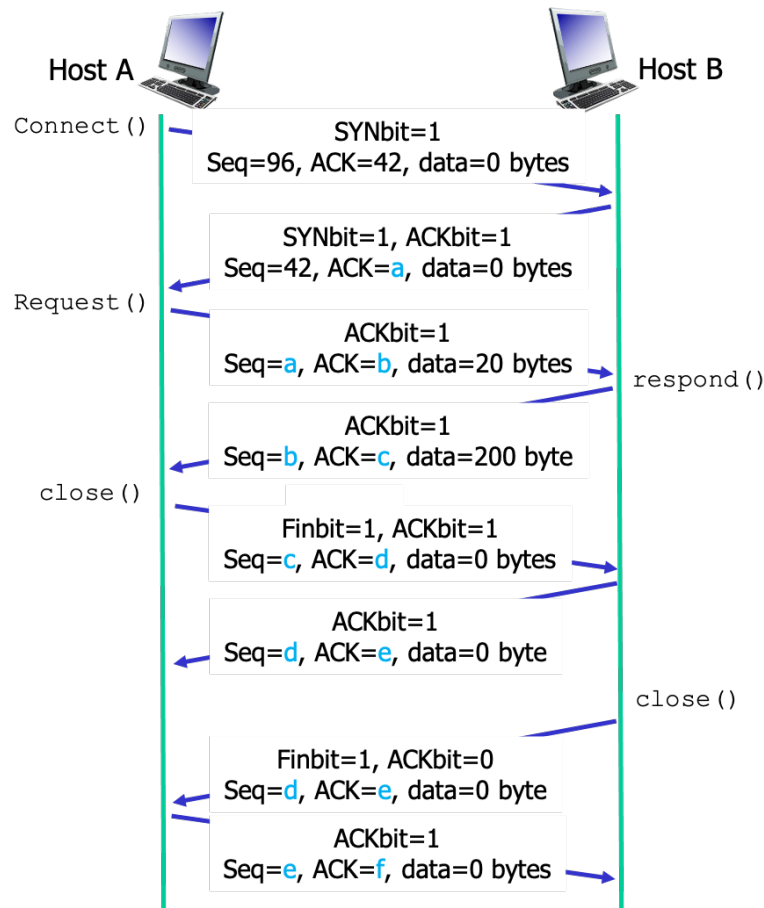 Host A
Host B
Connect()
SYNbit=1
Seq=96, ACK=42, data=0 bytes
SYNbit=1, ACKbit=1
Seq=42, ACK=a, data=0 bytes
Request()
ACKbit=1
Seq=a, ACK=b, data=20 bytes
respond()
ACKbit=1
Seq=b, ACK=c, data=200 byte
close()
Finbit=1, ACKbit=1
Seq=c, ACK=d, data=0 bytes
ACKbit=1
Seq=d, ACK=e, data=0 byte
close()
Finbit=1, ACKbit=0
Seq=d, ACK=e, data=0 byte
ACKbit=1
Seq=e, ACK=f, data=0 bytes